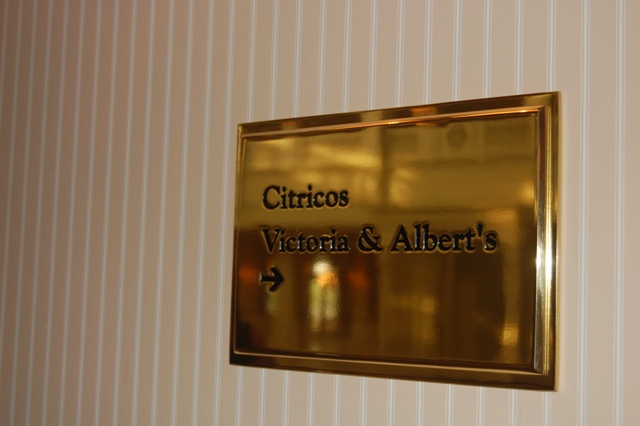 Citricos
Victoria & Albert's
→